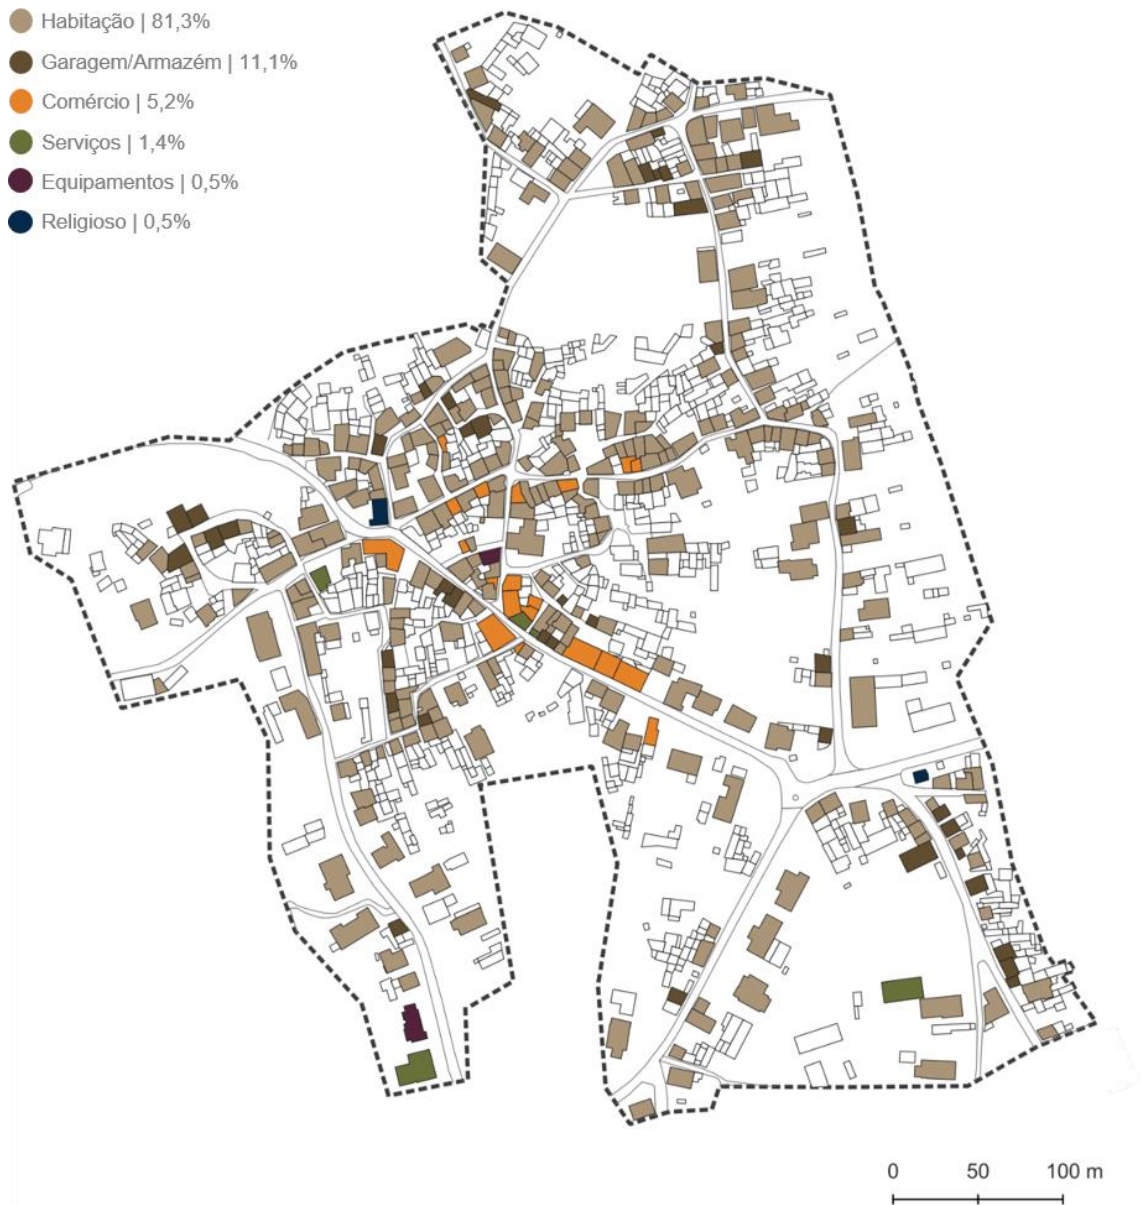 Habitação | 81,3%
Garagem/Armazém | 11,1%
Comércio | 5,2%
Serviços | 1,4%
Equipamentos | 0,5%
Religioso | 0,5%
0 50 100 m